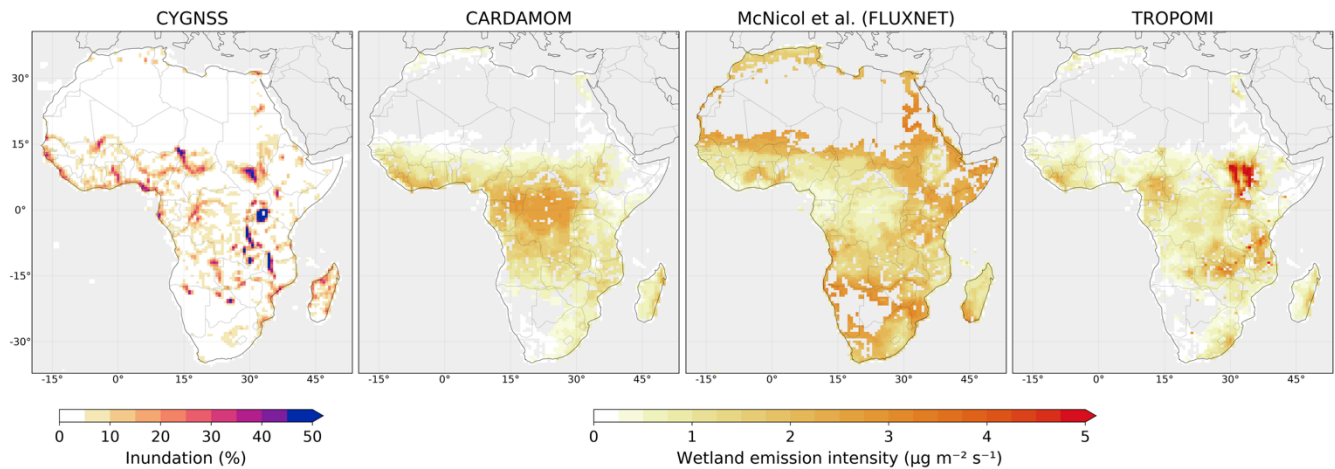 CYGNSS CARDAMOM McNicol et al. (FLUXNET) TROPOMI
30°
15°
0°
-15°
-30°
-15° 0° 15° 30° 45° -15° 0° 15° 30° 45° -15° 0° 15° 30° 45° -15° 0° 15° 30° 45°
0 10 20 30 40 50 0 1 2 3 4 5
Inundation (%) Wetland emission intensity (µg m⁻² s⁻¹)